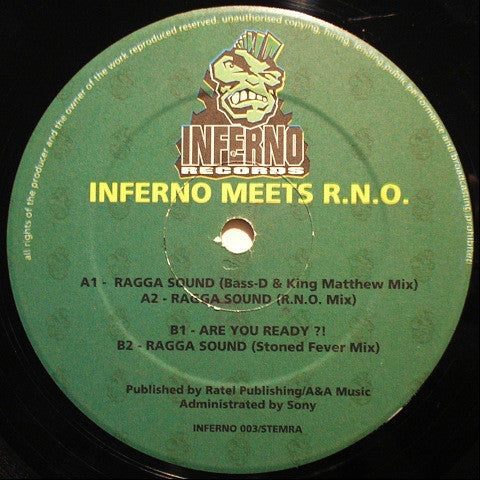 all rights of the producer and the owner of the work reproduced reserved. unauthorised copying, hiring, lending, public performance and broadcasting prohibited
INFERNO
RECORDS
INFERNO MEETS R.N.O.
A1 - RAGGA SOUND (Bass-D & King Matthew Mix)
A2 - RAGGA SOUND (R.N.O. Mix)
B1 - ARE YOU READY ?!
B2 - RAGGA SOUND (Stoned Fever Mix)
Published by Ratel Publishing/A&A Music
Administrated by Sony
INFERNO 003/STEMRA